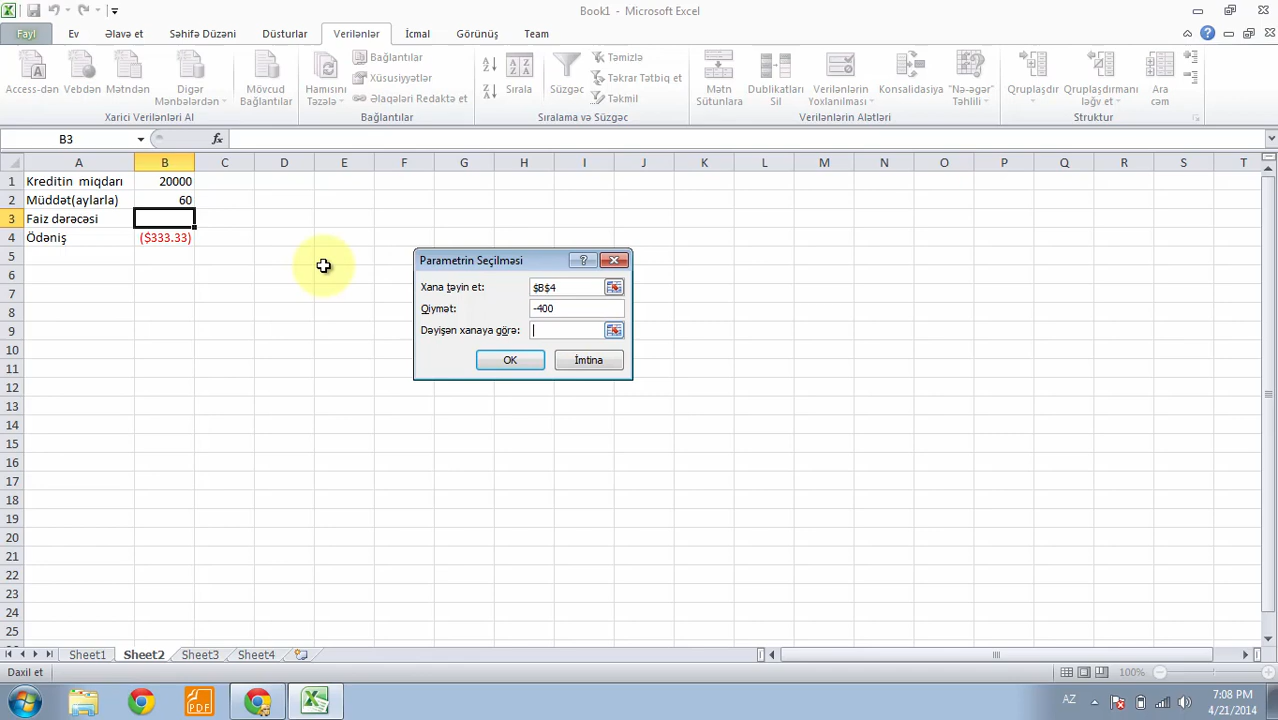 Book1 - Microsoft Excel
Fayl Ev Əlavə et Səhifə Düzəni Düsturlar Verilənlər İcmal Görünüş Team
Access-dən
Vebdən
Mətndən
Digər Mənbələrdən
Mövcud Bağlantılar
Xarici Verilənləri Al
Hamısını Təzələ
Bağlantılar
Xüsusiyyətlər
Əlaqələri Redaktə et
Bağlantılar
Sırala
Süzgəc
Təmizlə
Təkrar Tətbiq et
Təkmil
Sıralama və Süzgəc
Mətn Sütunlara
Dublikatları Sil
Verilənlərin Yoxlanılması
Konsalidasiya
"Nə-əgər" Təhlili
Verilənlərin Alətləri
Qruplaşdır
Qruplaşdırmanı ləğv et
Ara cəm
Struktur
B3 fx
A B C D E F G H I J K L M N O P Q R S T
1 Kreditin miqdarı 20000
2 Müddət(aylarla) 60
3 Faiz dərəcəsi
4 Ödəniş ($333.33)
5
6
7
8
9
10
11
12
13
14
15
16
17
18
19
20
21
22
23
24
25
Parametrin Seçilməsi
Xana təyin et: $B$4
Qiymət: -400
Dəyişən xanaya görə:
OK İmtina
Sheet1 Sheet2 Sheet3 Sheet4
Daxil et 100%
PDF
AZ
7:08 PM
4/21/2014